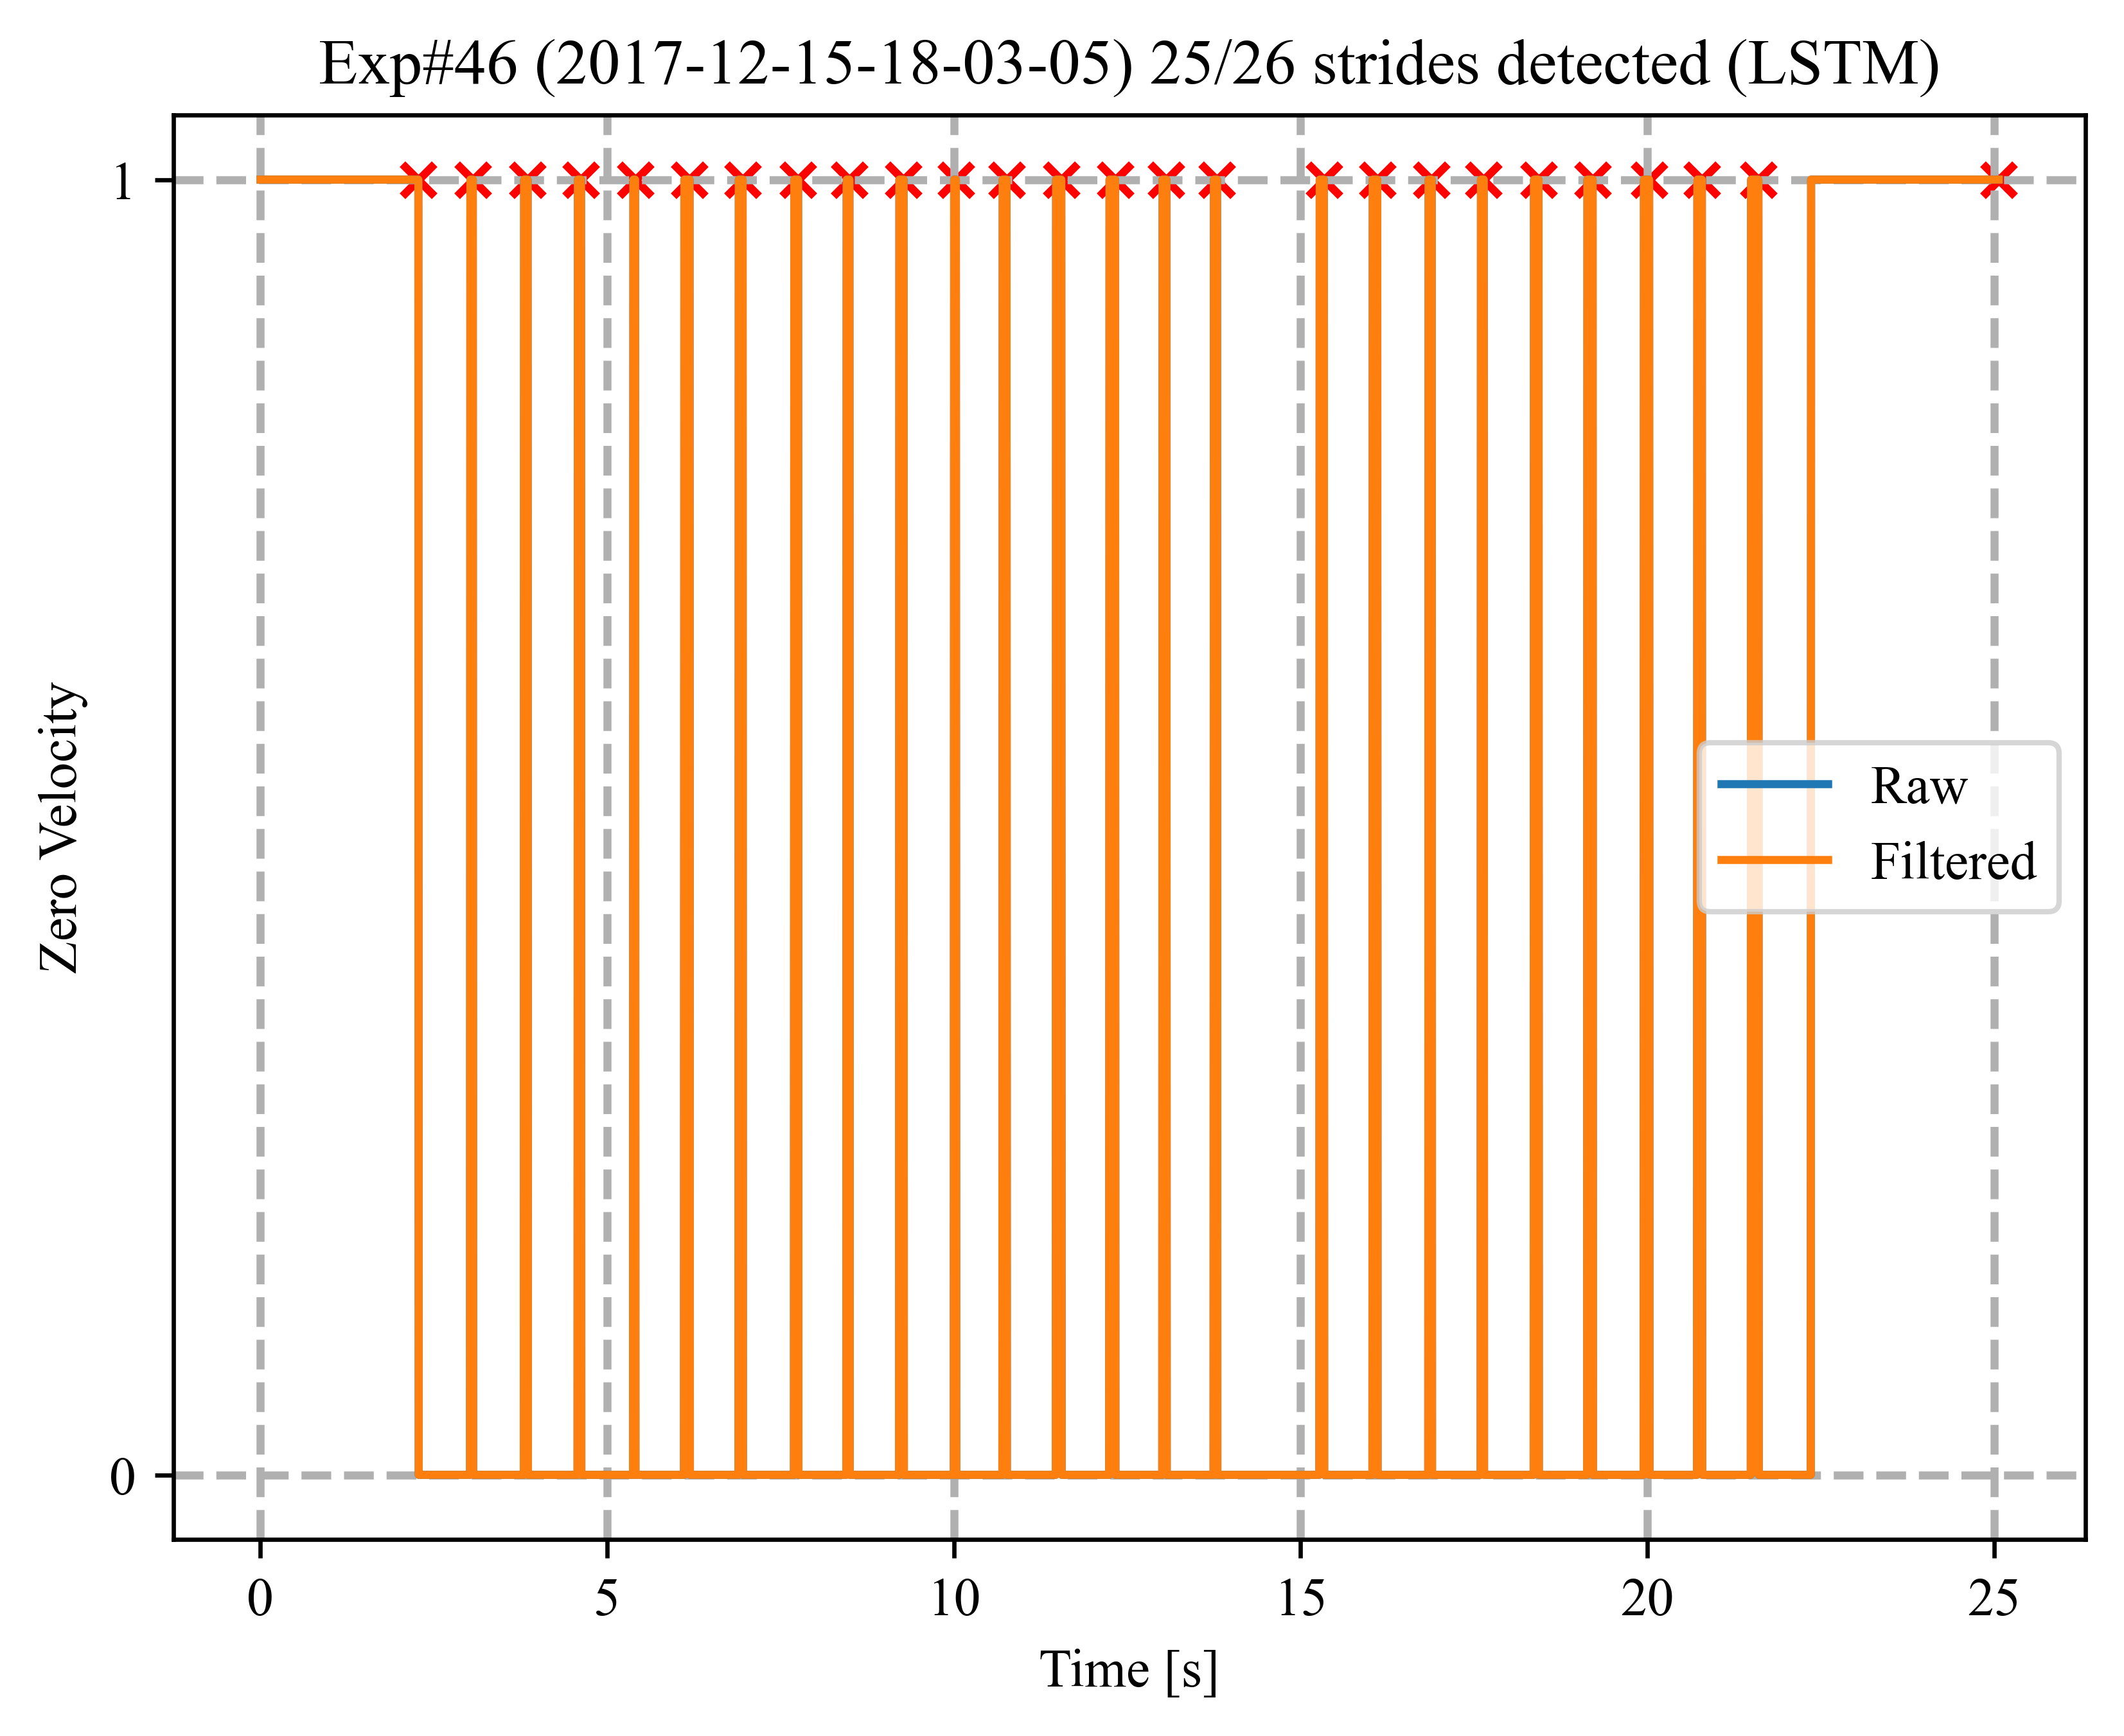 Exp#46 (2017-12-15-18-03-05) 25/26 strides detected (LSTM)
1
Zero Velocity
Raw
Filtered
0
0 5 10 15 20 25
Time [s]